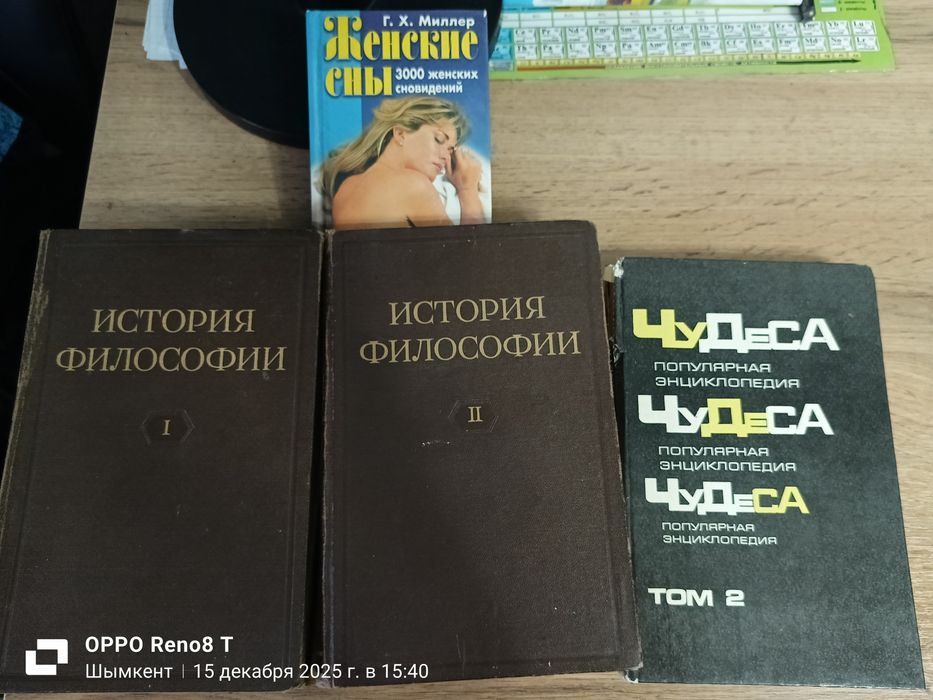 Г. Х. Миллер
Женские
сны
3000 женских
сновидений
ИСТОРИЯ
ФИЛОСОФИИ
I
ИСТОРИЯ
ФИЛОСОФИИ
II
ЧУДЕСА
ПОПУЛЯРНАЯ
ЭНЦИКЛОПЕДИЯ
ЧУДЕСА
ПОПУЛЯРНАЯ
ЭНЦИКЛОПЕДИЯ
ЧУДЕСА
ПОПУЛЯРНАЯ
ЭНЦИКЛОПЕДИЯ
ТОМ 2
OPPO Reno8 T
Шымкент | 15 декабря 2025 г. в 15:40